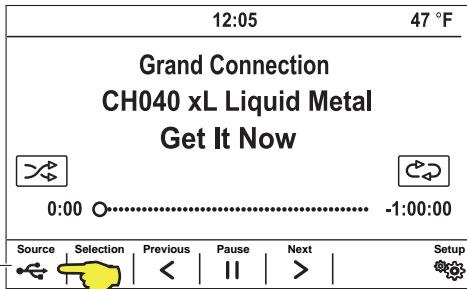 12:05 47 °F
Grand Connection
CH040 xL Liquid Metal
Get It Now
0:00 -1:00:00
Source Selection Previous Pause Next Setup